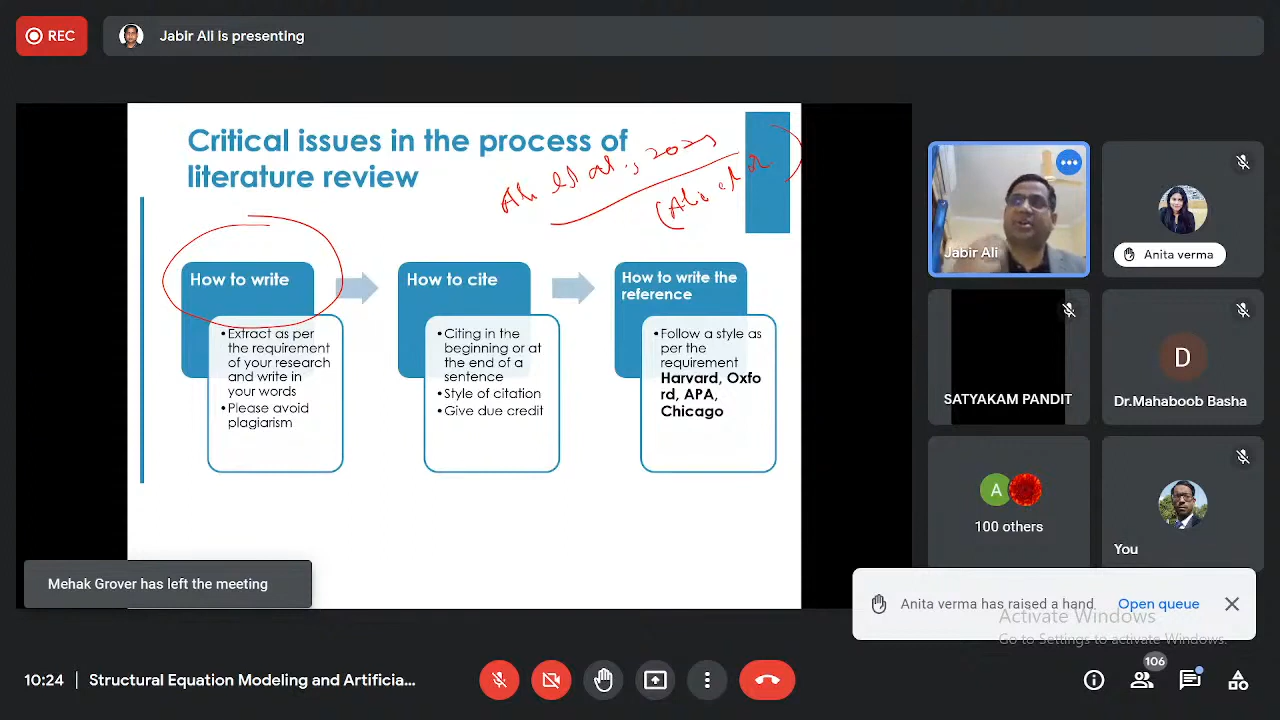 REC
Jabir Ali is presenting
Critical issues in the process of
literature review
et al., 2023
(Ali et al
How to write
• Extract as per
the requirement
of your research
and write in
your words
• Please avoid
plagiarism
How to cite
• Citing in the
beginning or at
the end of a
sentence
• Style of citation
• Give due credit
How to write the
reference
• Follow a style as
per the
requirement
Harvard, Oxfo
rd, APA,
Chicago
Jabir Ali
Anita verma
SATYAKAM PANDIT
D
Dr.Mahaboob Basha
A
100 others
You
Mehak Grover has left the meeting
Anita verma has raised a hand
Open queue
Activate Windows
Go to Settings to activate Windows.
10:24
Structural Equation Modeling and Artificia...
106